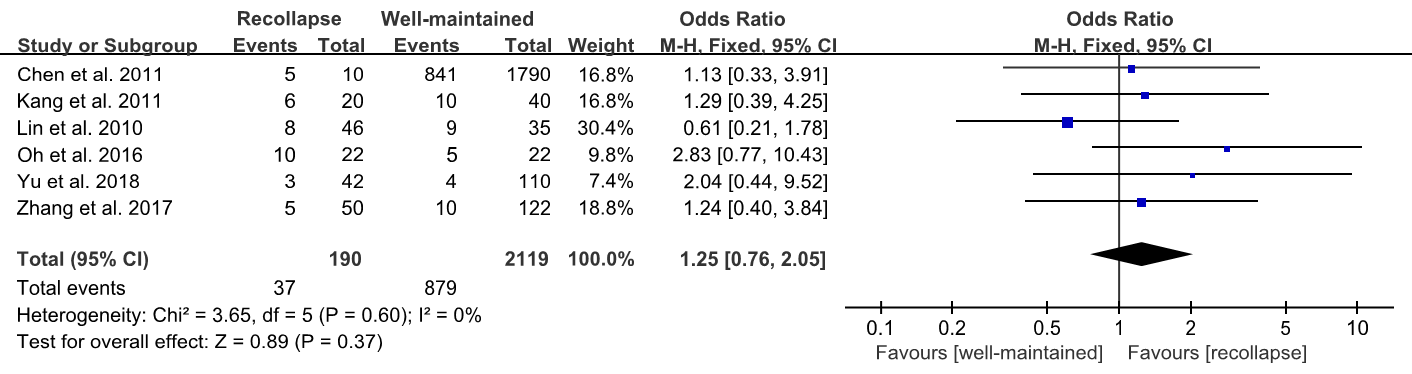 Recollapse Well-maintained Odds Ratio Odds Ratio
Study or Subgroup Events Total Events Total Weight M-H, Fixed, 95% CI M-H, Fixed, 95% CI
Chen et al. 2011 5 10 841 1790 16.8% 1.13 [0.33, 3.91]
Kang et al. 2011 6 20 10 40 16.8% 1.29 [0.39, 4.25]
Lin et al. 2010 8 46 9 35 30.4% 0.61 [0.21, 1.78]
Oh et al. 2016 10 22 5 22 9.8% 2.83 [0.77, 10.43]
Yu et al. 2018 3 42 4 110 7.4% 2.04 [0.44, 9.52]
Zhang et al. 2017 5 50 10 122 18.8% 1.24 [0.40, 3.84]
Total (95% CI) 190 2119 100.0% 1.25 [0.76, 2.05]
Total events 37 879
Heterogeneity: Chi² = 3.65, df = 5 (P = 0.60); I² = 0%
Test for overall effect: Z = 0.89 (P = 0.37)
0.1 0.2 0.5 1 2 5 10
Favours [well-maintained] Favours [recollapse]